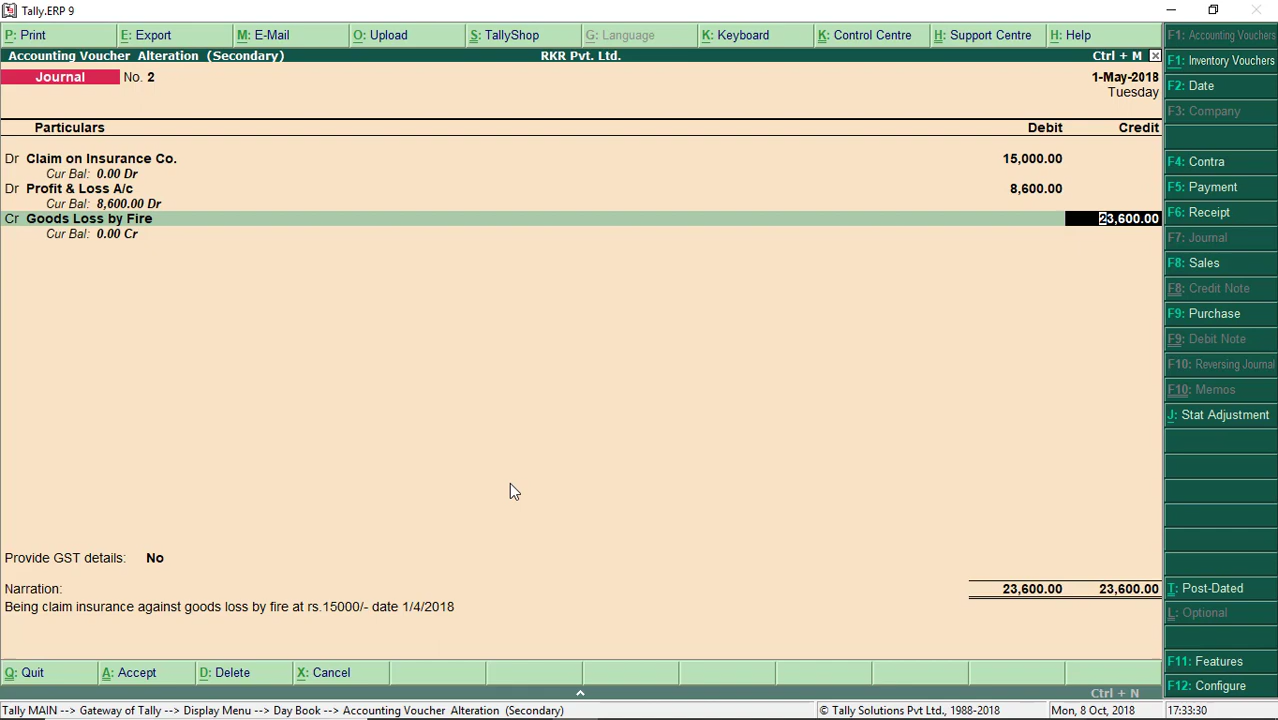 Tally.ERP 9
P: Print E: Export M: E-Mail O: Upload S: TallyShop G: Language K: Keyboard K: Control Centre H: Support Centre H: Help
F1: Accounting Vouchers
Accounting Voucher Alteration (Secondary) RKR Pvt. Ltd. Ctrl + M
F1: Inventory Vouchers
Journal No. 2 1-May-2018
Tuesday
F2: Date
F3: Company
Particulars Debit Credit
Dr Claim on Insurance Co. 15,000.00
Cur Bal: 0.00 Dr
F4: Contra
Dr Profit & Loss A/c 8,600.00
Cur Bal: 8,600.00 Dr
F5: Payment
Cr Goods Loss by Fire 23,600.00
Cur Bal: 0.00 Cr
F6: Receipt
F7: Journal
F8: Sales
F8: Credit Note
F9: Purchase
F9: Debit Note
F10: Reversing Journal
F10: Memos
J: Stat Adjustment
Provide GST details: No
Narration: 23,600.00 23,600.00
Being claim insurance against goods loss by fire at rs.15000/- date 1/4/2018
T: Post-Dated
L: Optional
F11: Features
F12: Configure
Q: Quit A: Accept D: Delete X: Cancel
Ctrl + N
Tally MAIN --> Gateway of Tally --> Display Menu --> Day Book --> Accounting Voucher Alteration (Secondary) © Tally Solutions Pvt Ltd., 1988-2018 Mon, 8 Oct, 2018 17:33:30